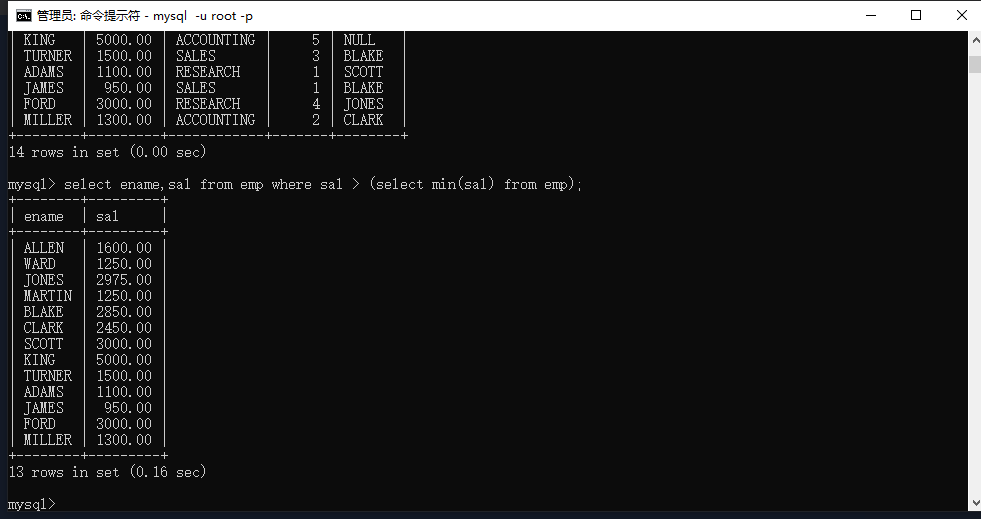 管理员: 命令提示符 - mysql  -u root -p
| KING   | 5000.00 | ACCOUNTING |     5 | NULL   |
| TURNER | 1500.00 | SALES      |     3 | BLAKE  |
| ADAMS  | 1100.00 | RESEARCH   |     1 | SCOTT  |
| JAMES  |  950.00 | SALES      |     1 | BLAKE  |
| FORD   | 3000.00 | RESEARCH   |     4 | JONES  |
| MILLER | 1300.00 | ACCOUNTING |     2 | CLARK  |
+--------+---------+------------+-------+--------+
14 rows in set (0.00 sec)
mysql> select ename,sal from emp where sal > (select min(sal) from emp);
+--------+---------+
| ename  | sal     |
+--------+---------+
| ALLEN  | 1600.00 |
| WARD   | 1250.00 |
| JONES  | 2975.00 |
| MARTIN | 1250.00 |
| BLAKE  | 2850.00 |
| CLARK  | 2450.00 |
| SCOTT  | 3000.00 |
| KING   | 5000.00 |
| TURNER | 1500.00 |
| ADAMS  | 1100.00 |
| JAMES  |  950.00 |
| FORD   | 3000.00 |
| MILLER | 1300.00 |
+--------+---------+
13 rows in set (0.16 sec)
mysql>